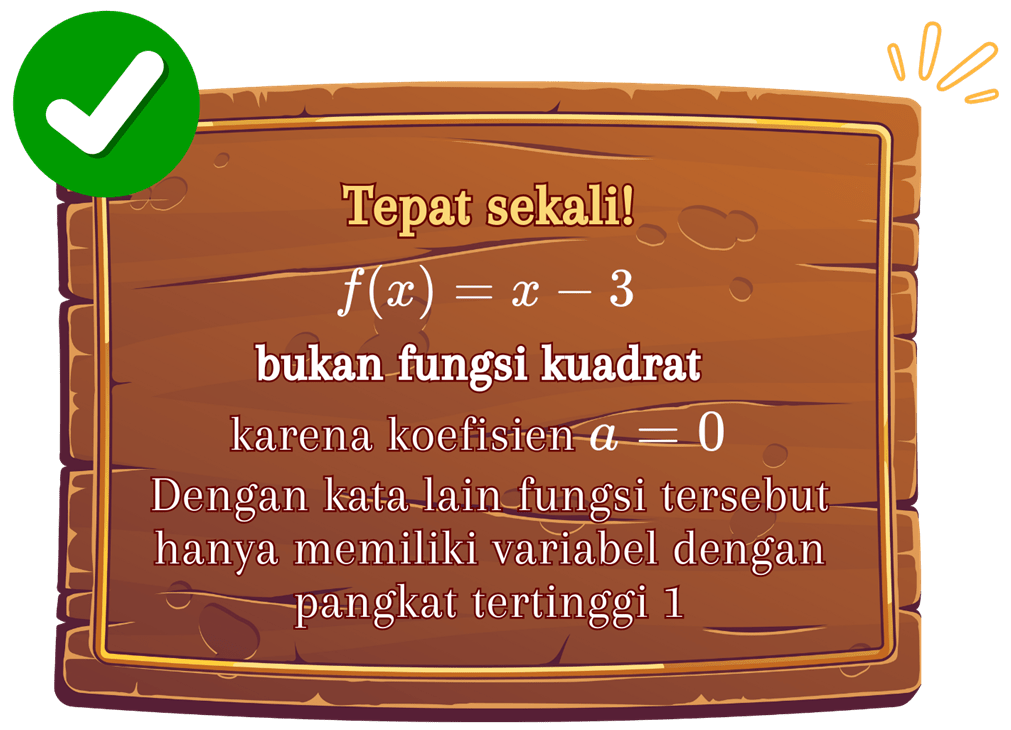 Tepat sekali!
f(x) = x − 3
bukan fungsi kuadrat
karena koefisien a = 0
Dengan kata lain fungsi tersebut
hanya memiliki variabel dengan
pangkat tertinggi 1